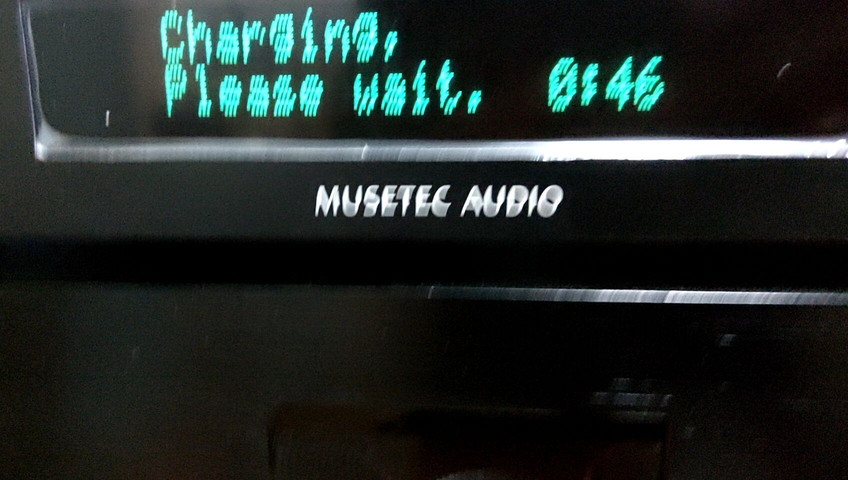 Charging,
Please wait. 0:46
MUSETEC AUDIO